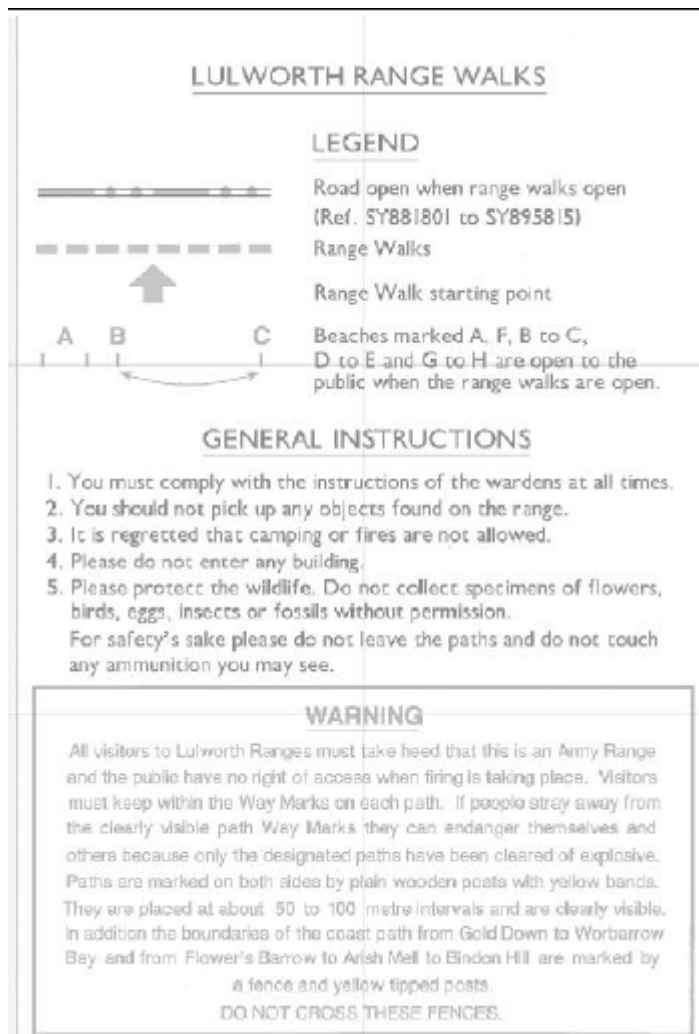 LULWORTH RANGE WALKS
LEGEND
Road open when range walks open
(Ref. SY881801 to SY895815)
Range Walks
Range Walk starting point
A B C
Beaches marked A, F, B to C,
D to E and G to H are open to the
public when the range walks are open.
GENERAL INSTRUCTIONS
1. You must comply with the instructions of the wardens at all times.
2. You should not pick up any objects found on the range.
3. It is regretted that camping or fires are not allowed.
4. Please do not enter any building.
5. Please protect the wildlife. Do not collect specimens of flowers,
birds, eggs, insects or fossils without permission.
For safety's sake please do not leave the paths and do not touch
any ammunition you may see.
WARNING
All visitors to Lulworth Ranges must take heed that this is an Army Range
and the public have no right of access when firing is taking place. Visitors
must keep within the Way Marks on each path. If people stray away from
the clearly visible path Way Marks they can endanger themselves and
others because only the designated paths have been cleared of explosive.
Paths are marked on both sides by plain wooden posts with yellow bands.
They are placed at about 50 to 100 metre intervals and are clearly visible.
In addition the boundaries of the coast path from Gold Down to Worbarrow
Bay and from Flower's Barrow to Arish Mell to Bindon Hill are marked by
a fence and yellow tipped posts.
DO NOT CROSS THESE FENCES.